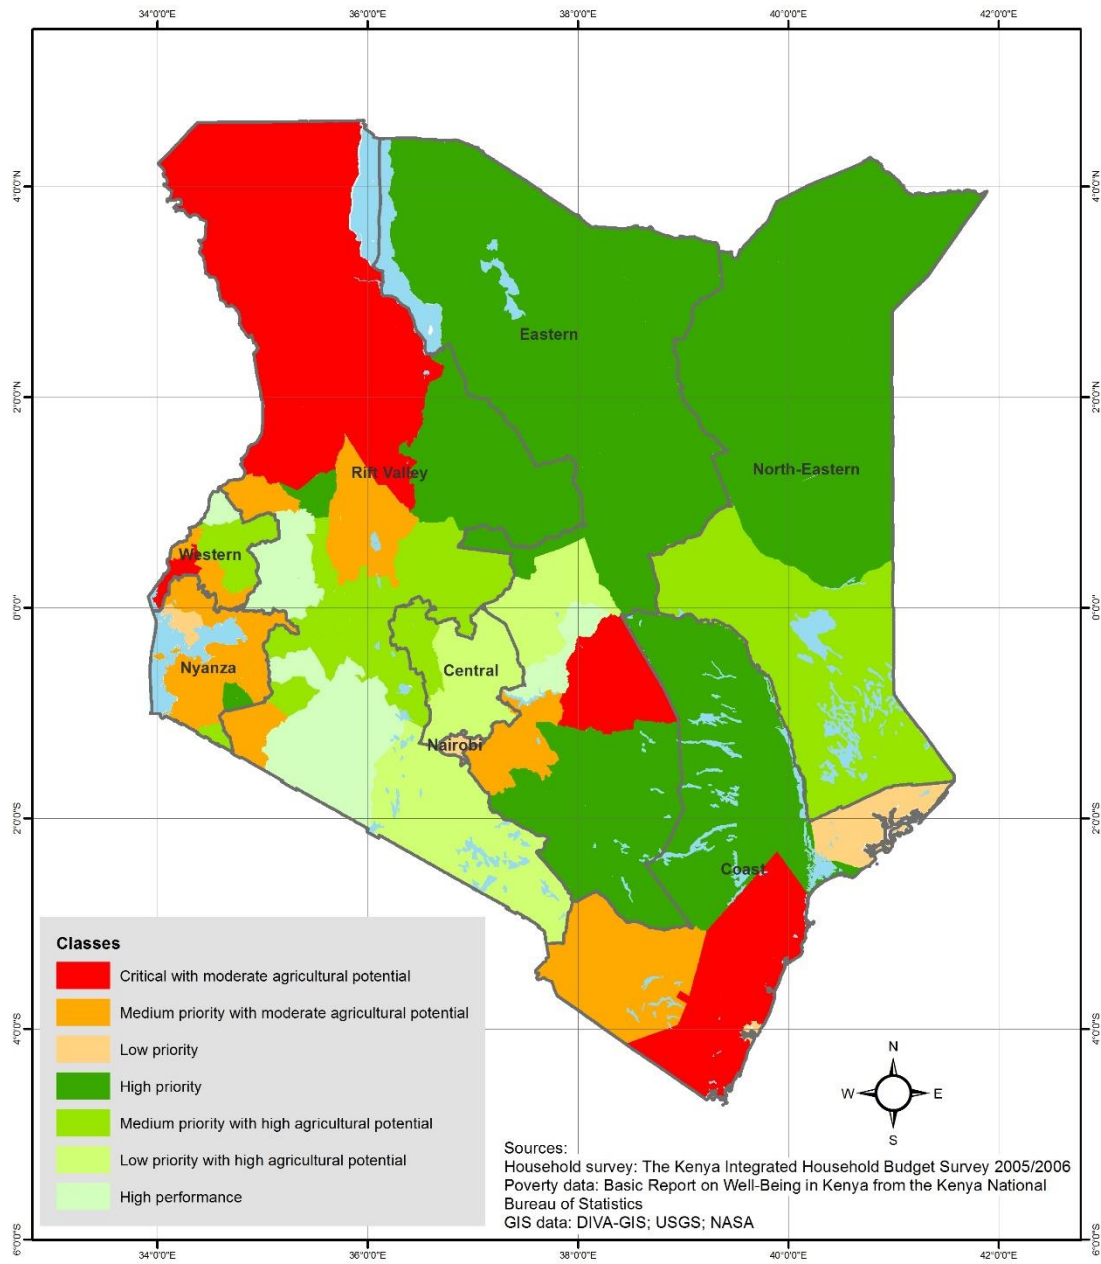 34°0'0"E 36°0'0"E 38°0'0"E 40°0'0"E 42°0'0"E
4°0'0"N 4°0'0"N
Eastern
2°0'0"N 2°0'0"N
North-Eastern
Rift Valley
Western
0°0'0" 0°0'0"
Nyanza
Central
Nairobi
2°0'0"S 2°0'0"S
Coast
Classes
Critical with moderate agricultural potential
Medium priority with moderate agricultural potential
Low priority
High priority
Medium priority with high agricultural potential
Low priority with high agricultural potential
High performance
4°0'0"S 4°0'0"S
N
W E
S
Sources:
Household survey: The Kenya Integrated Household Budget Survey 2005/2006
Poverty data: Basic Report on Well-Being in Kenya from the Kenya National
Bureau of Statistics
GIS data: DIVA-GIS; USGS; NASA
6°0'0"S 6°0'0"S
34°0'0"E 36°0'0"E 38°0'0"E 40°0'0"E 42°0'0"E